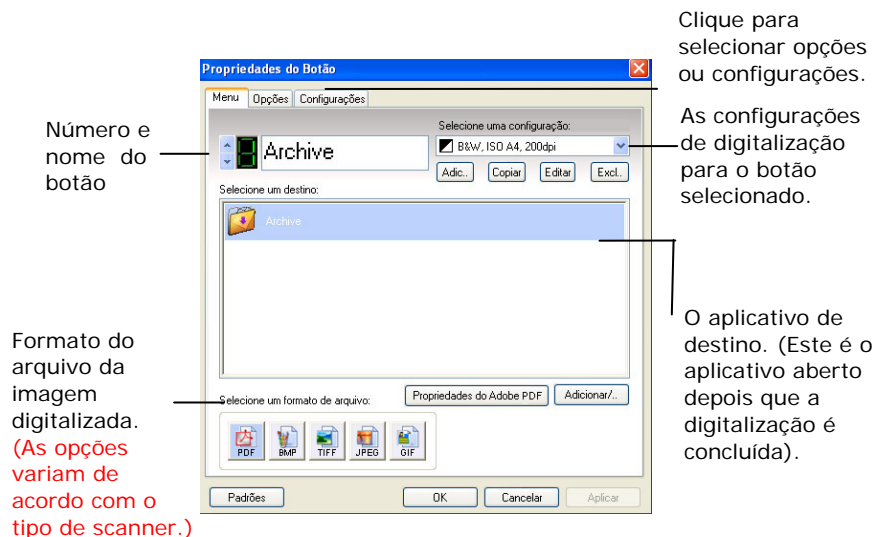 Clique para
selecionar opções
ou configurações.
As configurações
de digitalização
para o botão
selecionado.
Número e
nome do
botão
Propriedades do Botão
Menu
Opções
Configurações
Archive
Selecione uma configuração:
B&W, ISO A4, 200dpi
Adic..
Copiar
Editar
Excl..
Selecione um destino:
Archive
O aplicativo de
destino. (Este é o
aplicativo aberto
depois que a
digitalização é
concluída).
Formato do
arquivo da
imagem
digitalizada.
(As opções
variam de
acordo com o
tipo de scanner.)
Selecione um formato de arquivo:
Propriedades do Adobe PDF
Adicionar/..
PDF
BMP
TIFF
JPEG
GIF
Padrões
OK
Cancelar
Aplicar